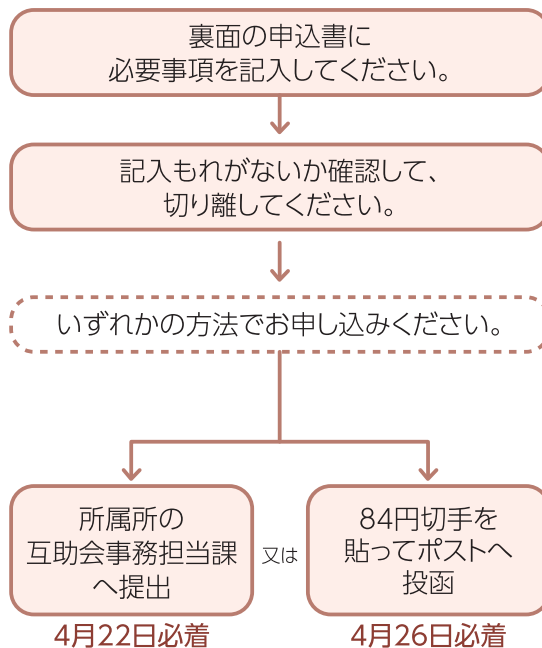 裏面の申込書に
必要事項を記入してください。
記入もれがないか確認して、
切り離してください。
いずれかの方法でお申し込みください。
所属所の
互助会事務担当課
へ提出
又は
84円切手を
貼ってポストへ
投函
4月22日必着
4月26日必着